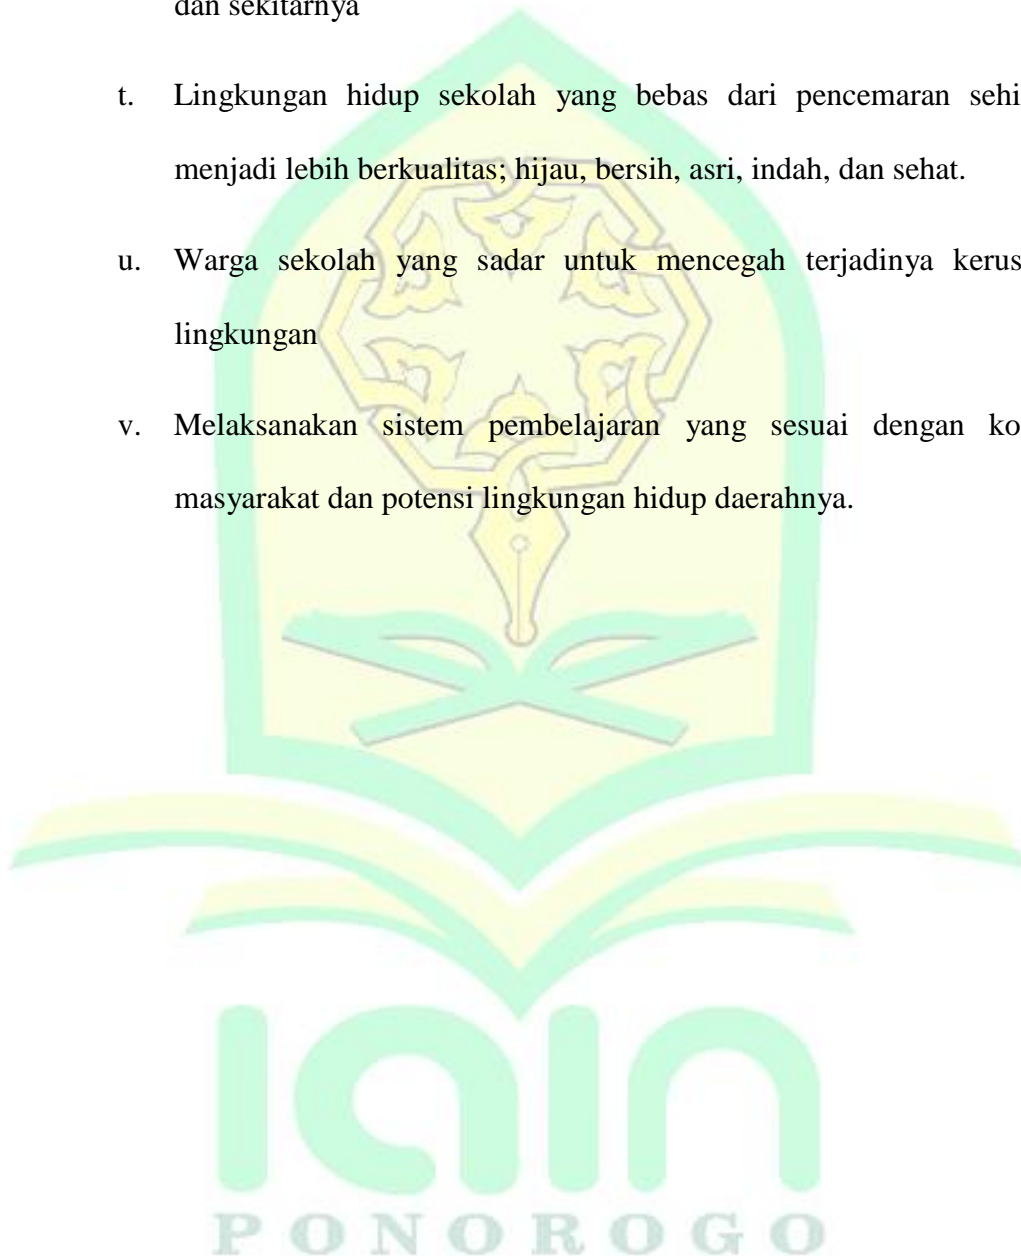 dan sekitarnya
t. Lingkungan hidup sekolah yang bebas dari pencemaran sehi
menjadi lebih berkualitas; hijau, bersih, asri, indah, dan sehat.
u. Warga sekolah yang sadar untuk mencegah terjadinya kerus
lingkungan
v. Melaksanakan sistem pembelajaran yang sesuai dengan ko
masyarakat dan potensi lingkungan hidup daerahnya.
iain
PONOROGO